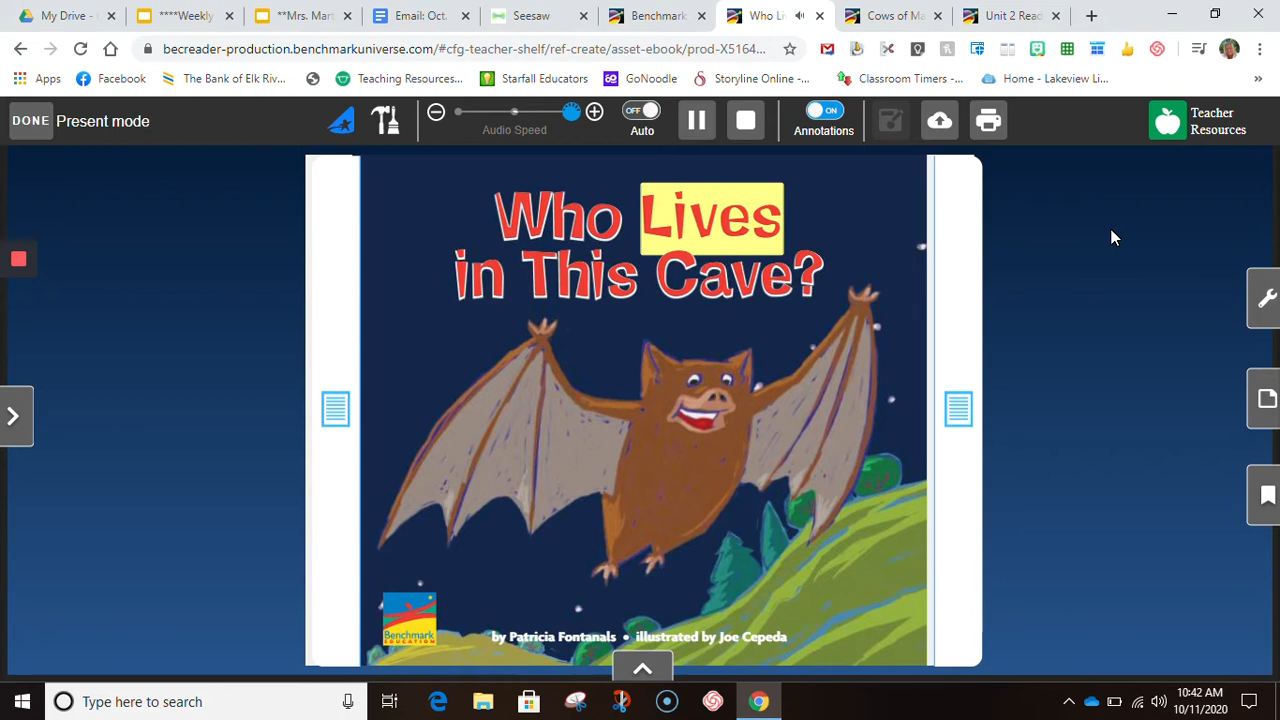 My Drive - G
****Weekly
**Mrs. Mart
Email: Oct.
Seesaw
Benchmark
Who Li
Cows of Ma
Unit 2 Read
becreader-production.benchmarkuniverse.com/#cfg-teacher-shelf/ref-create/asset-ebook/prod-X5164...
Apps
Facebook
The Bank of Elk Riv...
Teaching Resources...
Starfall Educators
GoNoodle
Storyline Online -...
Classroom Timers -...
Home - Lakeview Li...
»
DONE Present mode
Audio Speed
OFF
Auto
ON
Annotations
Teacher
Resources
Who Lives
in This Cave?
Benchmark
EDUCATION
by Patricia Fontanals • illustrated by Joe Cepeda
Type here to search
10:42 AM
10/11/2020